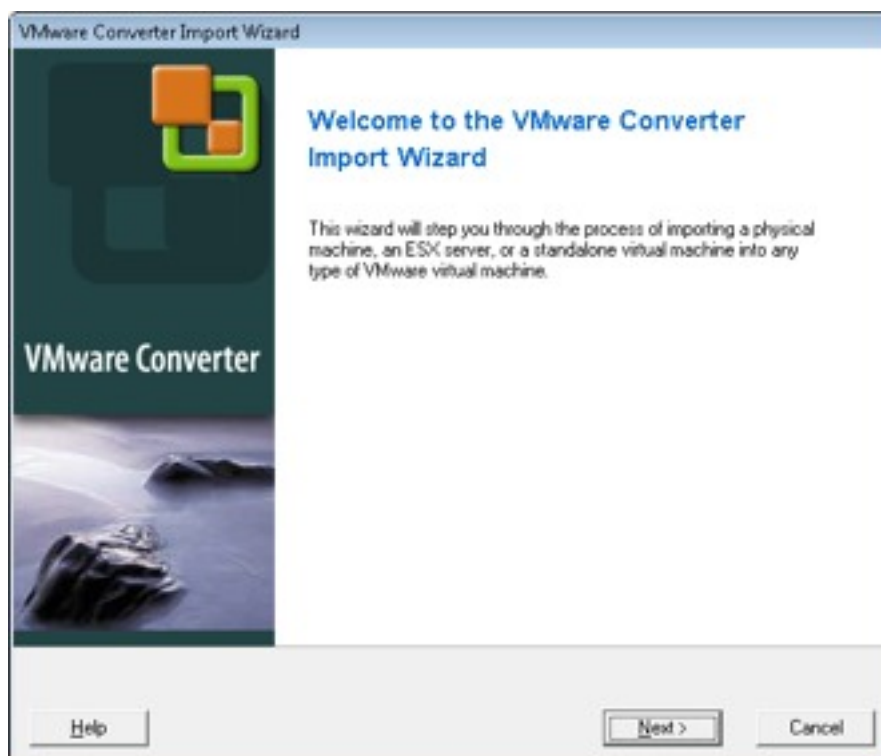 VMware Converter Import Wizard
Welcome to the VMware Converter
Import Wizard
This wizard will step you through the process of importing a physical
machine, an ESX server, or a standalone virtual machine into any
type of VMware virtual machine.
VMware Converter
Help
Next >
Cancel